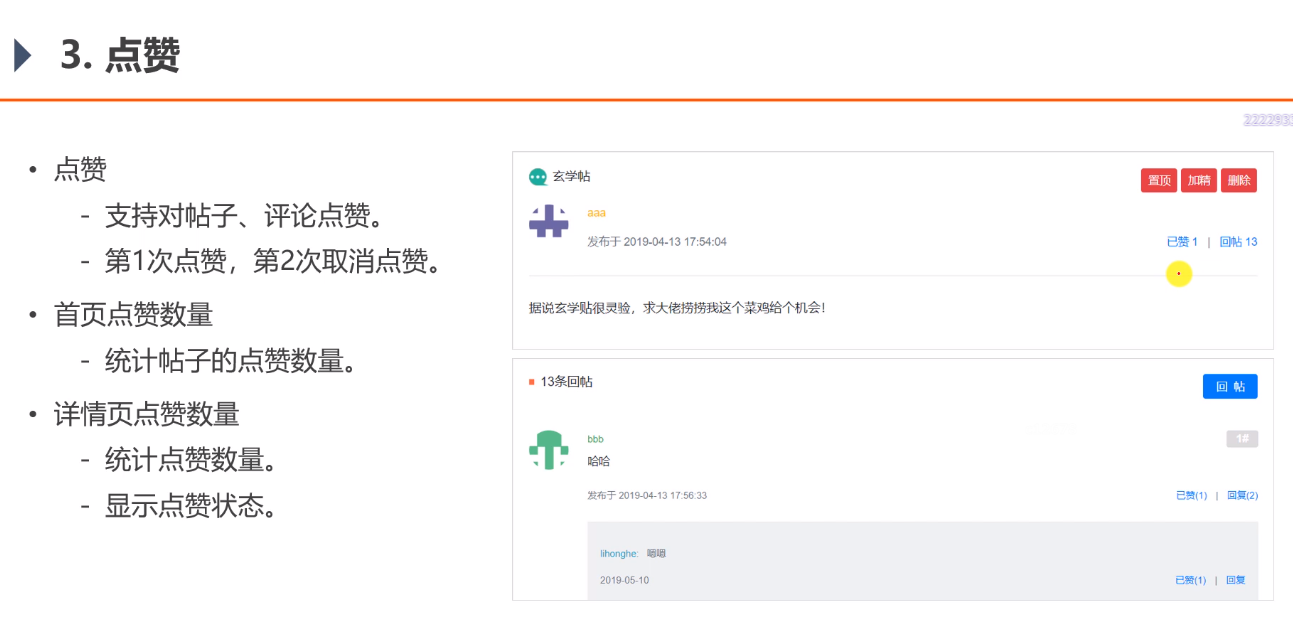 3. 点赞
• 点赞
- 支持对帖子、评论点赞。
- 第1次点赞，第2次取消点赞。
• 首页点赞数量
- 统计帖子的点赞数量。
• 详情页点赞数量
- 统计点赞数量。
- 显示点赞状态。
玄学帖
置顶 加精 删除
aaa
发布于 2019-04-13 17:54:04
已赞 1 | 回帖 13
据说玄学贴很灵验，求大佬捞捞我这个菜鸡给个机会!
13条回帖
回 帖
bbb
1#
哈哈
发布于 2019-04-13 17:56:33
已赞(1) | 回复(2)
lihonghe: 嗯嗯
2019-05-10
已赞(1) | 回复